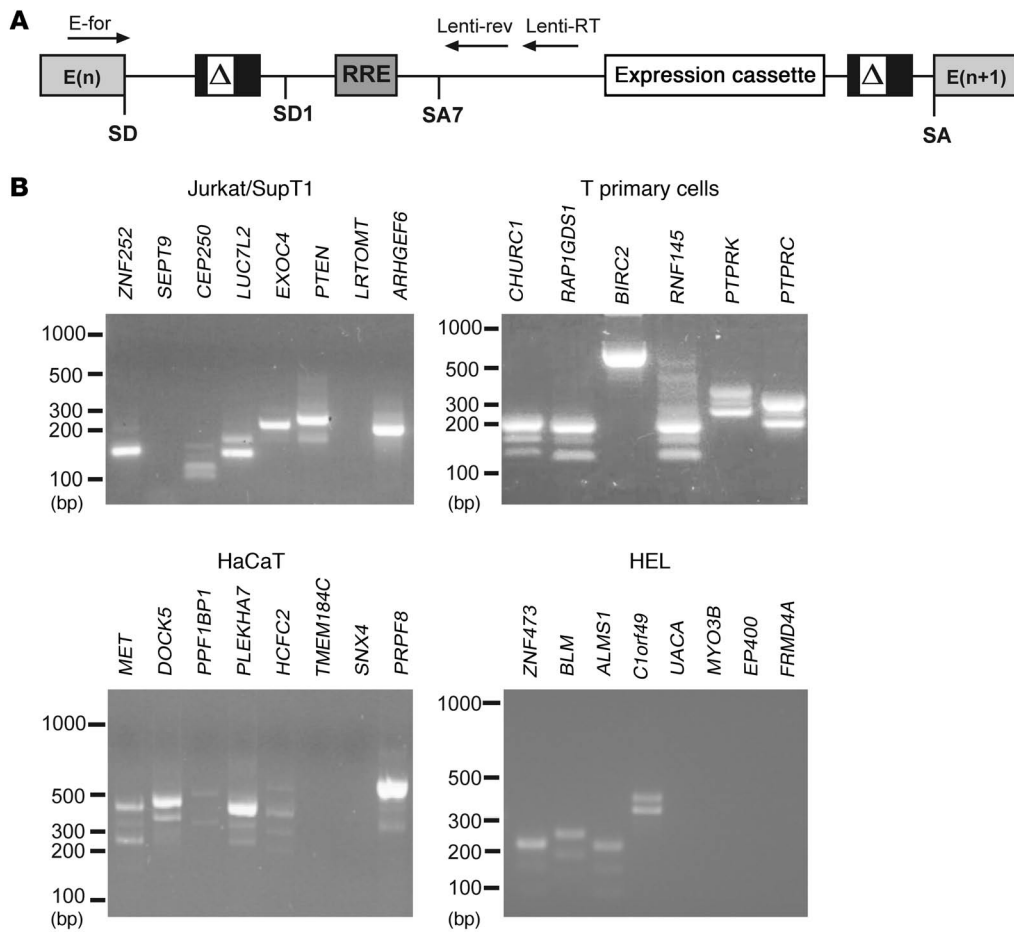 A
E-for
Lenti-rev
Lenti-RT
E(n)
Δ
RRE
Expression cassette
Δ
E(n+1)
SD
SD1
SA7
SA
B
Jurkat/SupT1
ZNF252
SEPT9
CEP250
LUC7L2
EXOC4
PTEN
LRTOMT
ARHGEF6
1000
500
300
200
100
(bp)
T primary cells
CHURC1
RAP1GDS1
BIRC2
RNF145
PTPRK
PTPRC
1000
500
300
200
100
(bp)
HaCaT
MET
DOCK5
PPF1BP1
PLEKHA7
HCFC2
TMEM184C
SNX4
PRPF8
1000
500
300
200
100
(bp)
HEL
ZNF473
BLM
ALMS1
C1orf49
UACA
MYO3B
EP400
FRMD4A
1000
500
300
200
100
(bp)